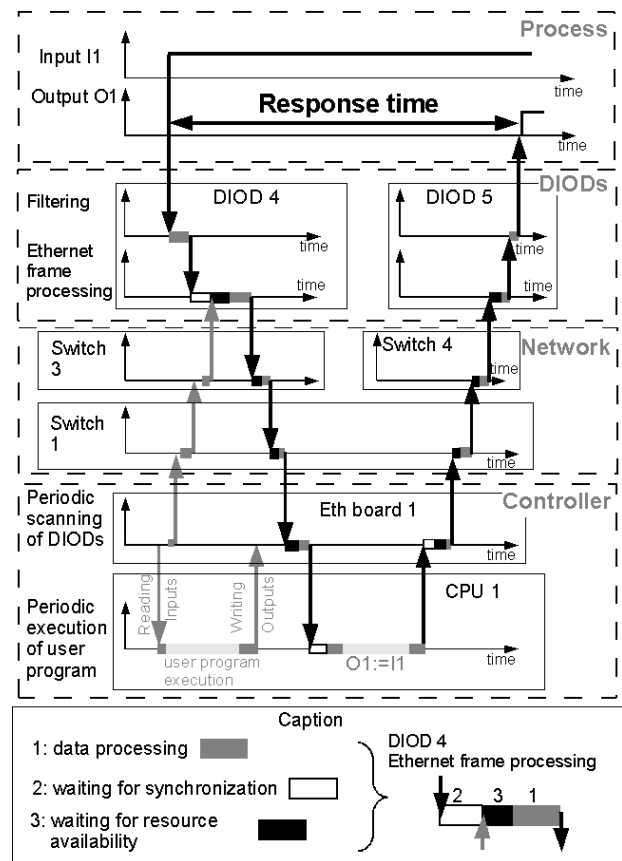 Process
Input I1
time
Output O1
Response time
time
DIODs
DIOD 4
DIOD 5
Filtering
time
time
Ethernet
frame
processing
time
time
Network
Switch
3
Switch 4
time
time
Switch
1
time
Controller
Periodic
scanning
of DIODs
Eth board 1
time
Reading
Inputs
Writing
Outputs
CPU 1
Periodic
execution
of user
program
user program
execution
O1:=I1
time
Caption
1: data processing
2: waiting for synchronization
3: waiting for resource
availability
DIOD 4
Ethernet frame processing
2 3 1